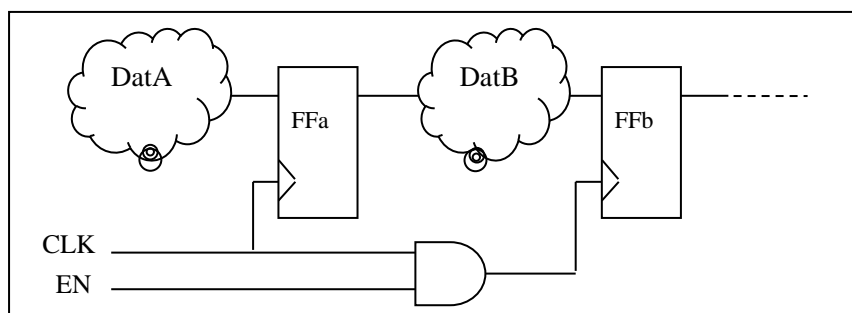 DatA
DatB
FFa
FFb
CLK
EN